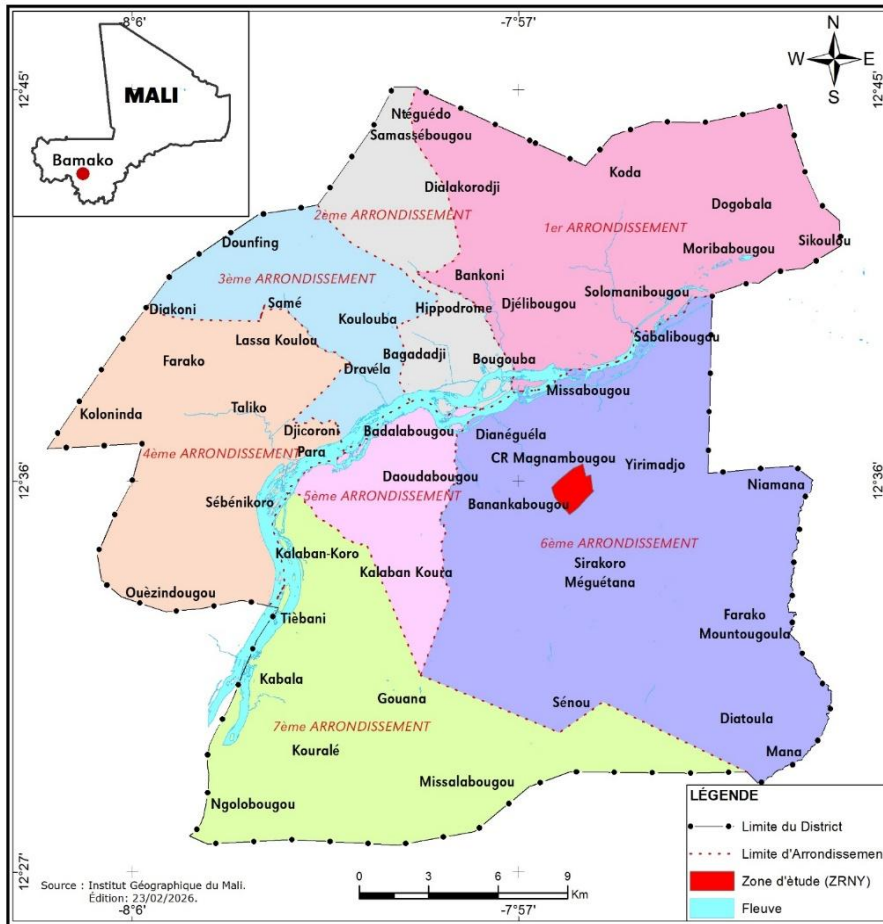 -8°6'
-7°57'
N
W E
S
12°45'
12°45'
MALI
Bamako
Ntéguédo
Samassébougou
Koda
Dialakorodji
Dogobala
2ème ARRONDISSEMENT
1er ARRONDISSEMENT
Dounfing
Moribabougou
Sikoulou
3ème ARRONDISSEMENT
Bankoni
Solomanibougou
Diakoni
Samé
Hippodrome
Djélibougou
Koulouba
Lassa Koulou
Sabalibougou
Farako
Bagadadji
Bougouba
Dravéla
Missabougou
Koloninda
Taliko
Djicoroni
Para
Badalabougou
Dianéguéla
4ème ARRONDISSEMENT
CR Magnambougou
Yirimadjo
12°36'
12°36'
Daoudabougou
Niamana
Sébénikoro
5ème ARRONDISSEMENT
Banankabougou
6ème ARRONDISSEMENT
Kalaban-Koro
Kalaban Koura
Sirakoro
Méguétana
Ouèzindougou
Tièbani
Farako
Mountougoula
Kabala
Gouana
Sénou
Diatoula
7ème ARRONDISSEMENT
Kouralé
Mana
Missalabougou
Ngolobougou
LÉGENDE
Limite du District
Limite d'Arrondissement
Zone d'étude (ZRNY)
Fleuve
12°27'
12°27'
Source : Institut Géographique du Mali.
Édition: 23/02/2026.
0 3 6 9
Km
-8°6'
-7°57'